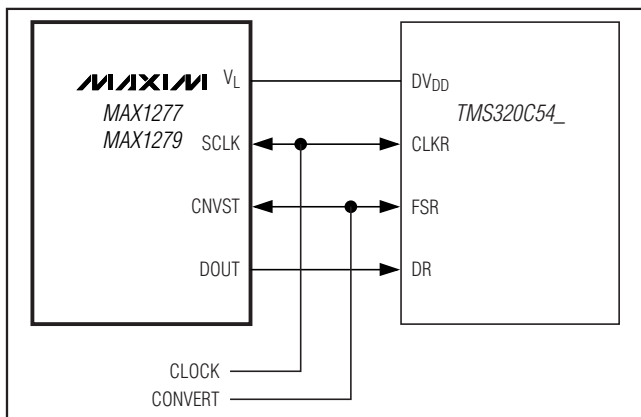 MAXIM
MAX1277
MAX1279
VL
SCLK
CNVST
DOUT
DVDD
TMS320C54_
CLKR
FSR
DR
CLOCK
CONVERT